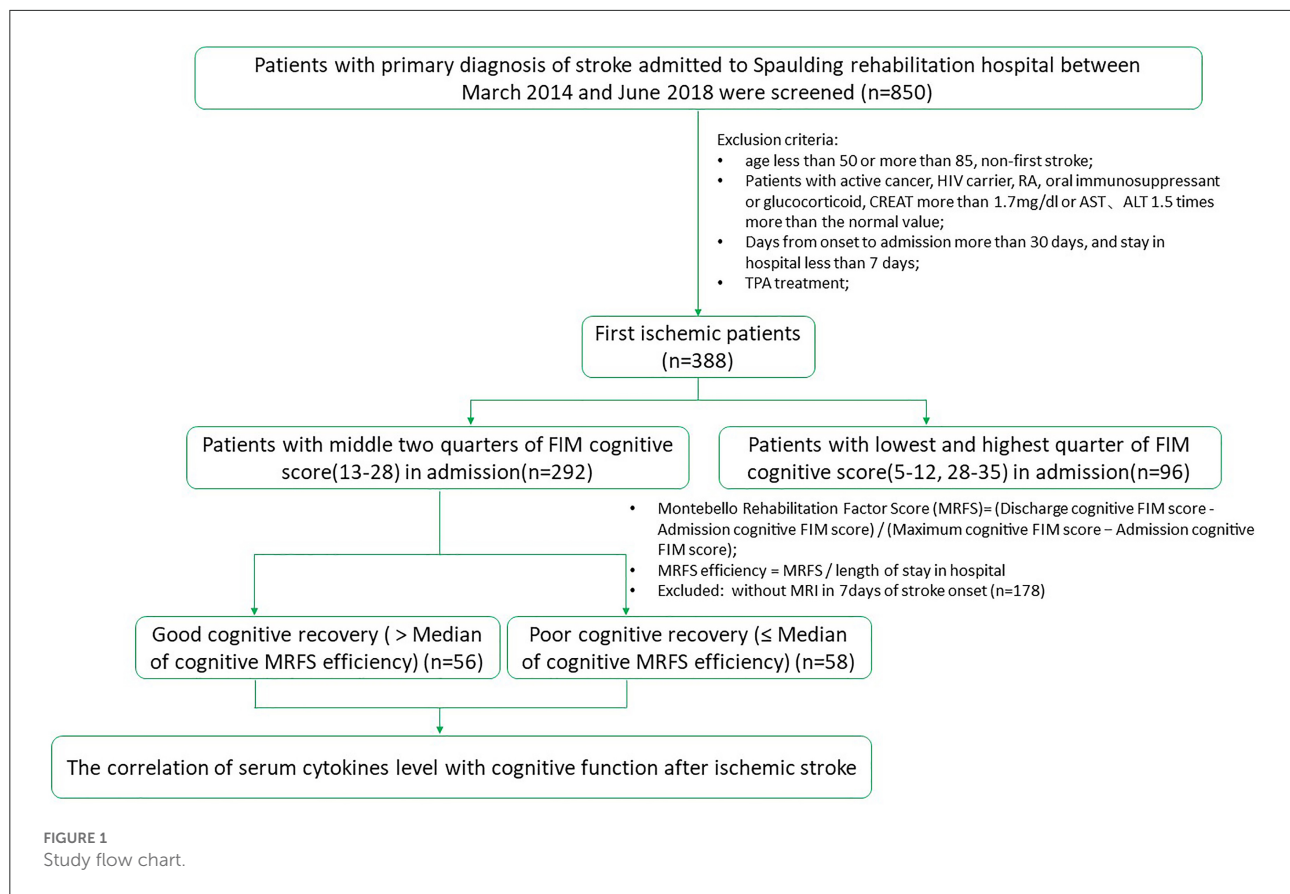 Patients with primary diagnosis of stroke admitted to Spaulding rehabilitation hospital between
March 2014 and June 2018 were screened (n=850)
Exclusion criteria:
• age less than 50 or more than 85, non-first stroke;
• Patients with active cancer, HIV carrier, RA, oral immunosuppressant
or glucocorticoid, CREAT more than 1.7mg/dl or AST、ALT 1.5 times
more than the normal value;
• Days from onset to admission more than 30 days, and stay in
hospital less than 7 days;
• TPA treatment;
First ischemic patients
(n=388)
Patients with middle two quarters of FIM cognitive
score(13-28) in admission(n=292)
Patients with lowest and highest quarter of FIM
cognitive score(5-12, 28-35) in admission(n=96)
• Montebello Rehabilitation Factor Score (MRFS)= (Discharge cognitive FIM score -
Admission cognitive FIM score) / (Maximum cognitive FIM score – Admission cognitive
FIM score);
• MRFS efficiency = MRFS / length of stay in hospital
• Excluded: without MRI in 7days of stroke onset (n=178)
Good cognitive recovery ( > Median
of cognitive MRFS efficiency) (n=56)
Poor cognitive recovery (≤ Median
of cognitive MRFS efficiency) (n=58)
The correlation of serum cytokines level with cognitive function after ischemic stroke
FIGURE 1
Study flow chart.